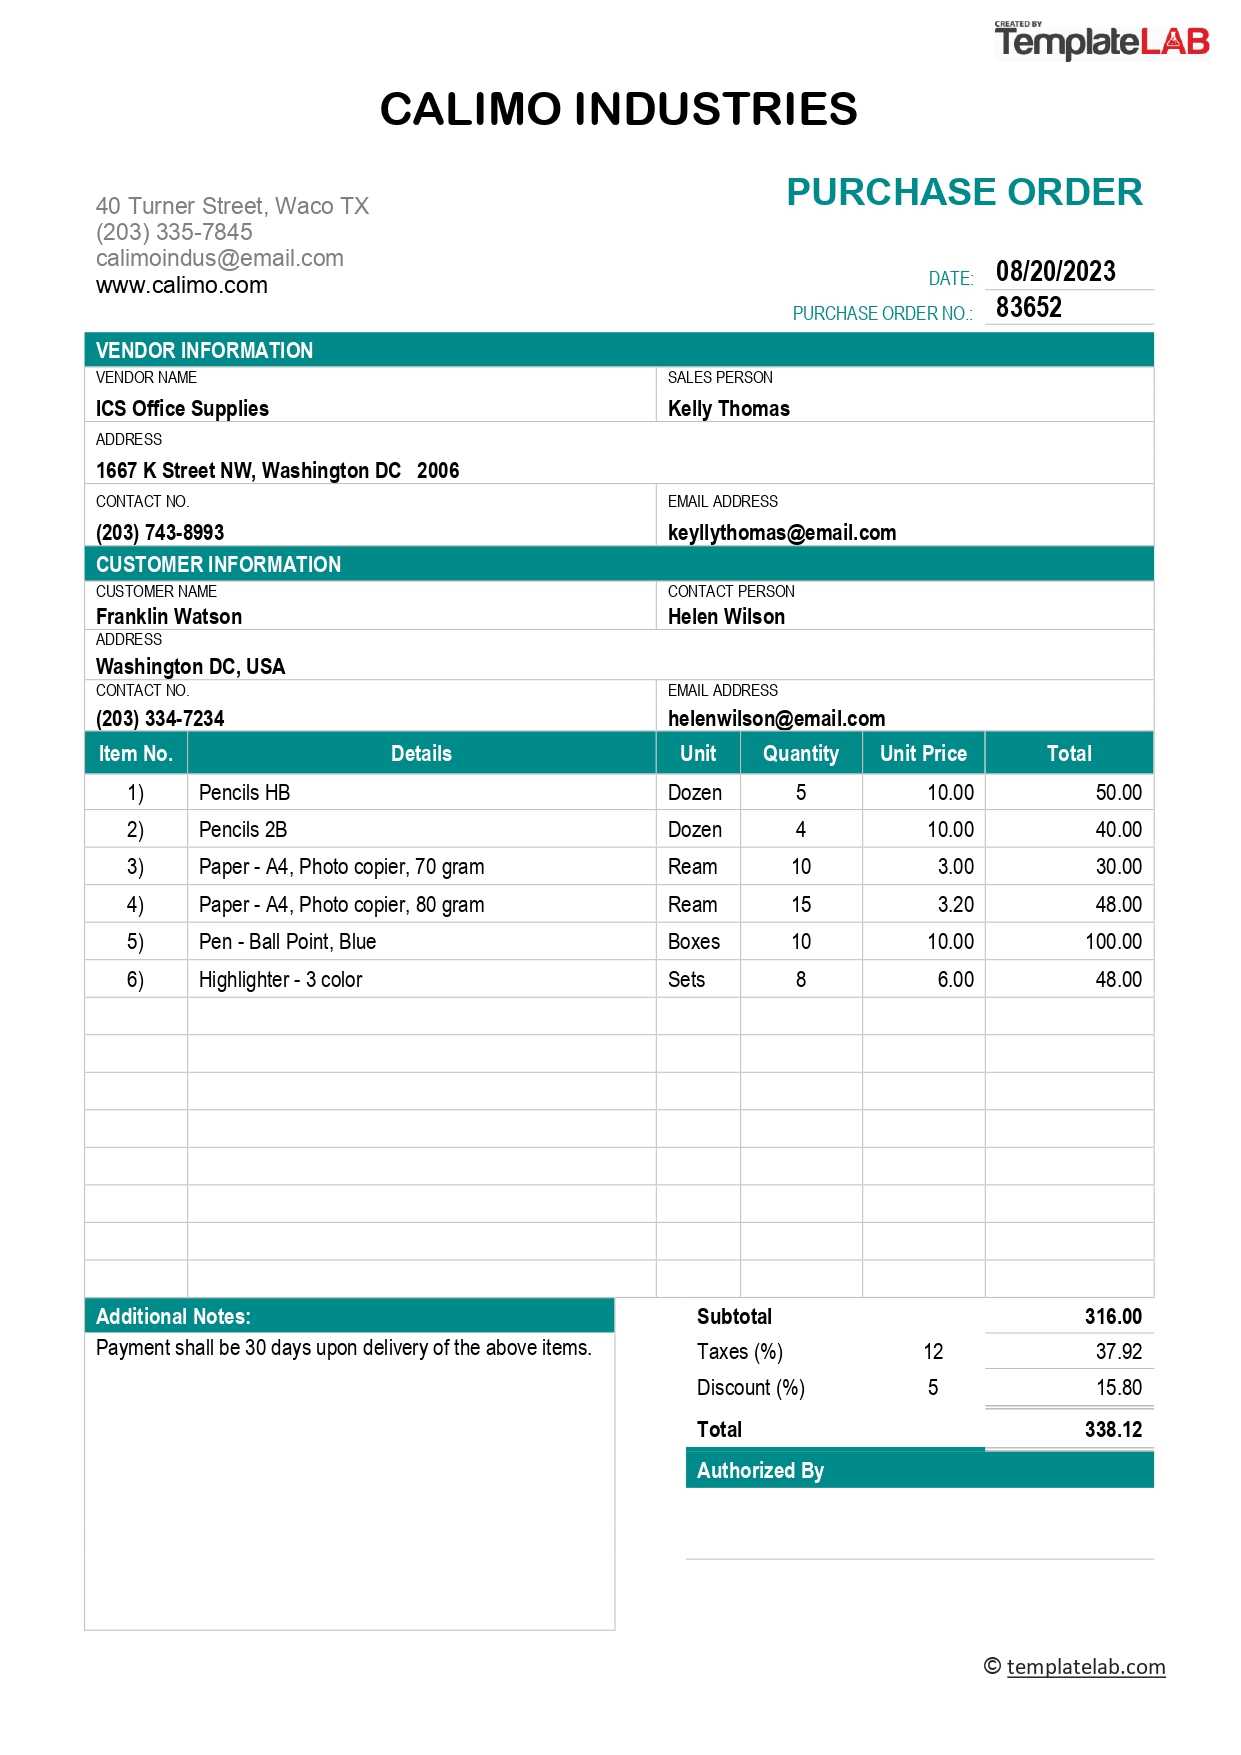 CREATED BY
TemplateLAB
CALIMO INDUSTRIES
PURCHASE ORDER
40 Turner Street, Waco TX
(203) 335-7845
calimoindus@email.com
www.calimo.com
DATE: 08/20/2023
PURCHASE ORDER NO.: 83652
VENDOR INFORMATION
VENDOR NAME SALES PERSON
ICS Office Supplies Kelly Thomas
ADDRESS
1667 K Street NW, Washington DC 2006
CONTACT NO. EMAIL ADDRESS
(203) 743-8993 keyllythomas@email.com
CUSTOMER INFORMATION
CUSTOMER NAME CONTACT PERSON
Franklin Watson Helen Wilson
ADDRESS
Washington DC, USA
CONTACT NO. EMAIL ADDRESS
(203) 334-7234 helenwilson@email.com
Item No. Details Unit Quantity Unit Price Total
1) Pencils HB Dozen 5 10.00 50.00
2) Pencils 2B Dozen 4 10.00 40.00
3) Paper - A4, Photo copier, 70 gram Ream 10 3.00 30.00
4) Paper - A4, Photo copier, 80 gram Ream 15 3.20 48.00
5) Pen - Ball Point, Blue Boxes 10 10.00 100.00
6) Highlighter - 3 color Sets 8 6.00 48.00
Additional Notes:
Payment shall be 30 days upon delivery of the above items.
Subtotal 316.00
Taxes (%) 12 37.92
Discount (%) 5 15.80
Total 338.12
Authorized By
© templatelab.com